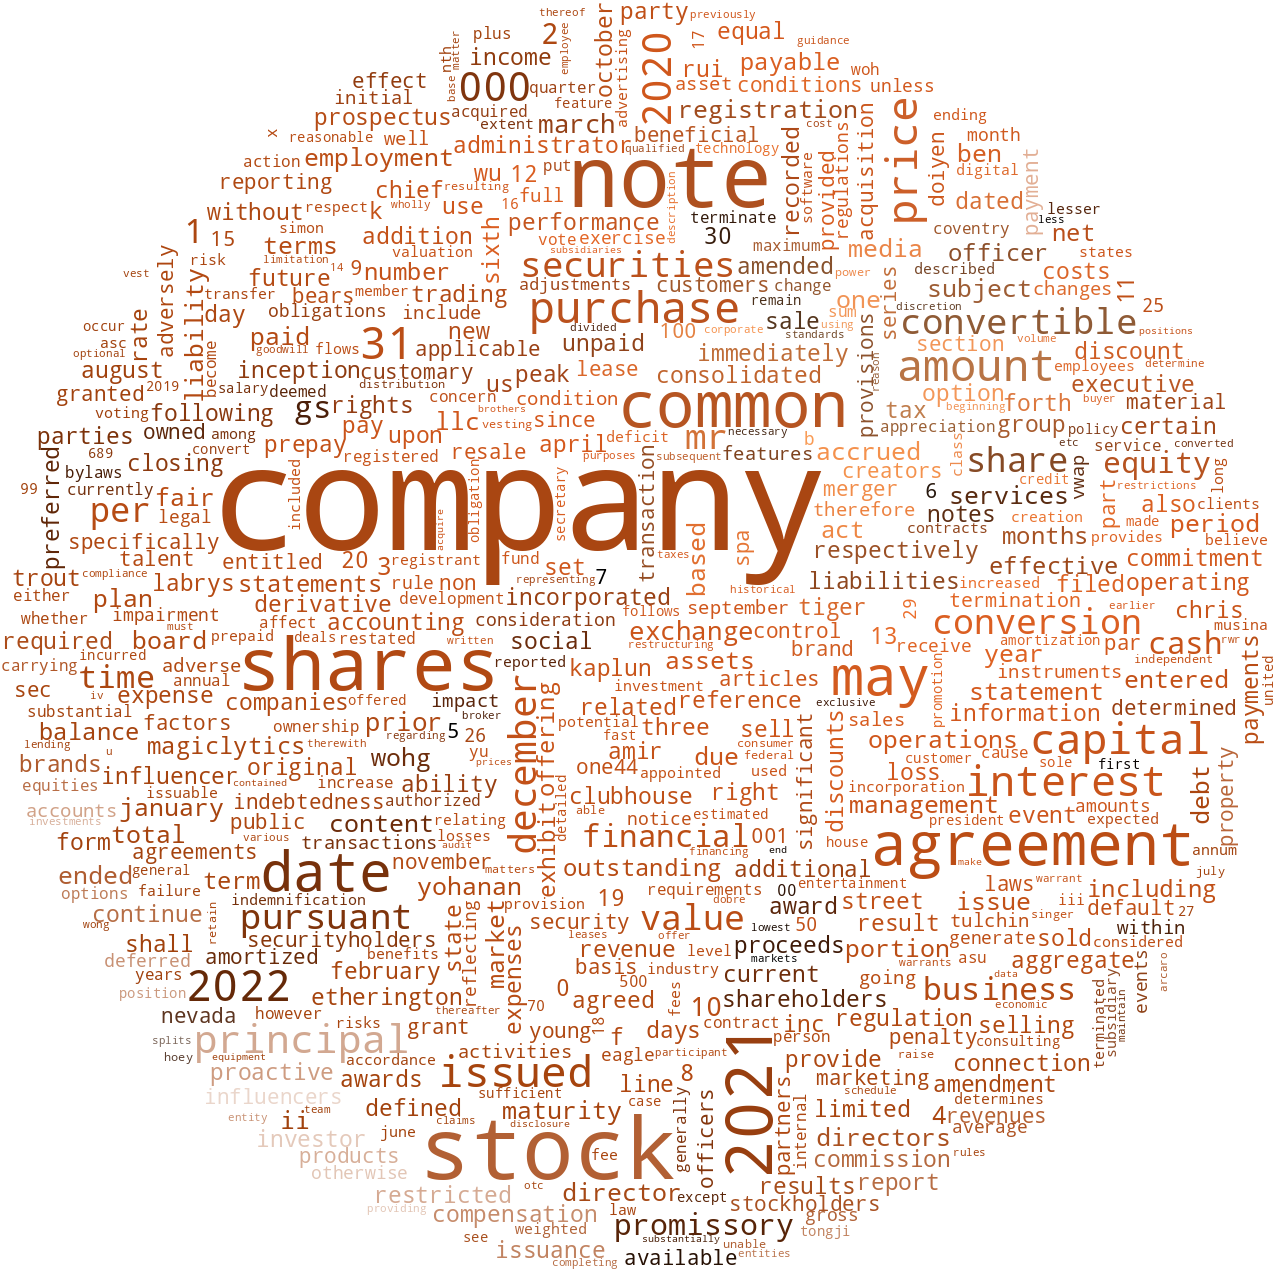 thereof
party previously
plus 2 october 2020 17 equal guidance
nth matter income employee advertising rui payable woh
effect 000 quarter asset conditions unless
initial base feature registration
prospectus acquired march price ending
x reasonable well extent beneficial cost month
action employment administrator qualified technology recorded ben
reporting chief resulting wu 12 put note software provided regulations acquisition doiyen digital payment
1 without respect k wholly use 16 full description dated lesser
15 simon addition performance terminate less
terms valuation sixth vote exercise 30 maximum media coventry net
vest risk limitation 14 9 number subsidiaries securities amended power officer states
adversely liability future member trading adjustments customers change series described costs
transfer bears include purchase remain one subject changes 11
day obligations sum discretion 25
occur rate paid 31 new divided 100 corporate sale using convertible positions
asc become goodwill flows applicable unpaid standards provisions section volume
optional inception customary us peak lease immediately reason amount discount
august salary deemed consolidated employees determine
granted 2019 gs distribution concern condition common option executive
voting following rights brothers beginning buyer material
among pay llc vesting since mr necessary tax appreciation forth group policy certain
parties owned convert upon april deficit b accrued class etc converted
689 prepay registered resale purposes subsequent features share service
preferred bylaws closing company creators credit vwap equity long
99 currently included obligation secretary transaction merger 6 services restrictions
per fair therefore notes creation part also clients
legal acquire based spa act contracts made period
specifically respectively months provides believe
talent entitled 20 3 registrant fund set taxes effective commitment
trout compliance labrys statements rule non representing 7 historical liabilities increased filed operating
either plan derivative development incorporated follows september tiger 29 termination earlier
whether impairment affect accounting consideration exchange control 13 conversion chris
required must board prepaid deals restated written social restructuring brand receive amortization par musina
carrying incurred adverse shares reported kaplun assets articles year cash rwr independent
sec time annual december investment may instruments payments united
iv expense companies offered impact related reference exclusive promotion statement entered
substantial factors ownership prior broker offering potential three sell significant sales information determined
balance regarding 5 26 fast consumer discounts operations capital
lending magiclytics therewith wohg yu amir due federal customer cause sole first
brands u original prices one44 appointed used loss interest property
equities influencer contained increase ability clubhouse right incorporation debt
issuable indebtedness authorized exhibit detailed able notice estimated management event amounts
accounts january public content relating financial 001 president expected
investments form total various transactions losses house agreement annum
agreements audit november financing end make
ended general date matters outstanding additional july
options failure term yohanan requirements 00 entertainment laws warrant including
indemnification provision 19 award street issue iii default 27
continue retain pursuant state market security value lowest 50 result tulchin singer within
wong leases offer dobre generate sold considered
shall securityholders reflecting expenses revenue level proceeds portion asu
deferred amortized benefits basis industry markets warrants aggregate arcaro
years february 0 500 current going data events
position 2022 etherington 70 agreed fees 10 shareholders business economic terminated subsidiary maintain
nevada however thereafter
risks grant young 18 f days contract inc regulation selling
splits principal activities person penalty consulting
hoey equipment accordance eagle participant 2021 provide raise connection
proactive awards issued line 8 marketing amendment
influencers sufficient case schedule determines
team defined maturity generally officers partners internal limited 4 revenues
entity ii claims average
investor june disclosure directors
products stock fee commission rules
otherwise otc results report
restricted director except stockholders
providing compensation law gross
weighted promissory tongji
see substantially unable
issuance available entities
completing